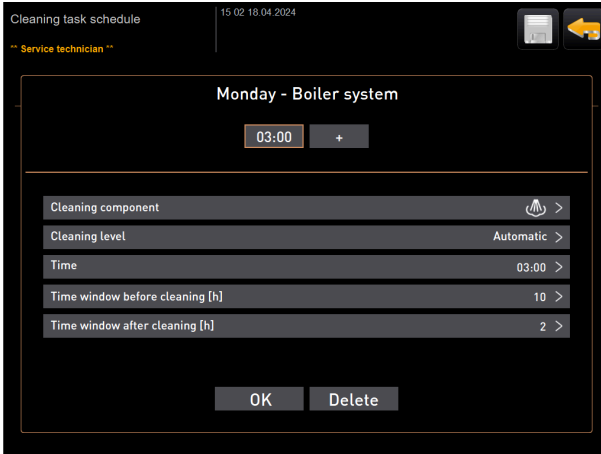 Cleaning task schedule
15 02 18.04.2024
** Service technician **
Monday - Boiler system
03:00 +
Cleaning component >
Cleaning level Automatic >
Time 03:00 >
Time window before cleaning [h] 10 >
Time window after cleaning [h] 2 >
OK Delete